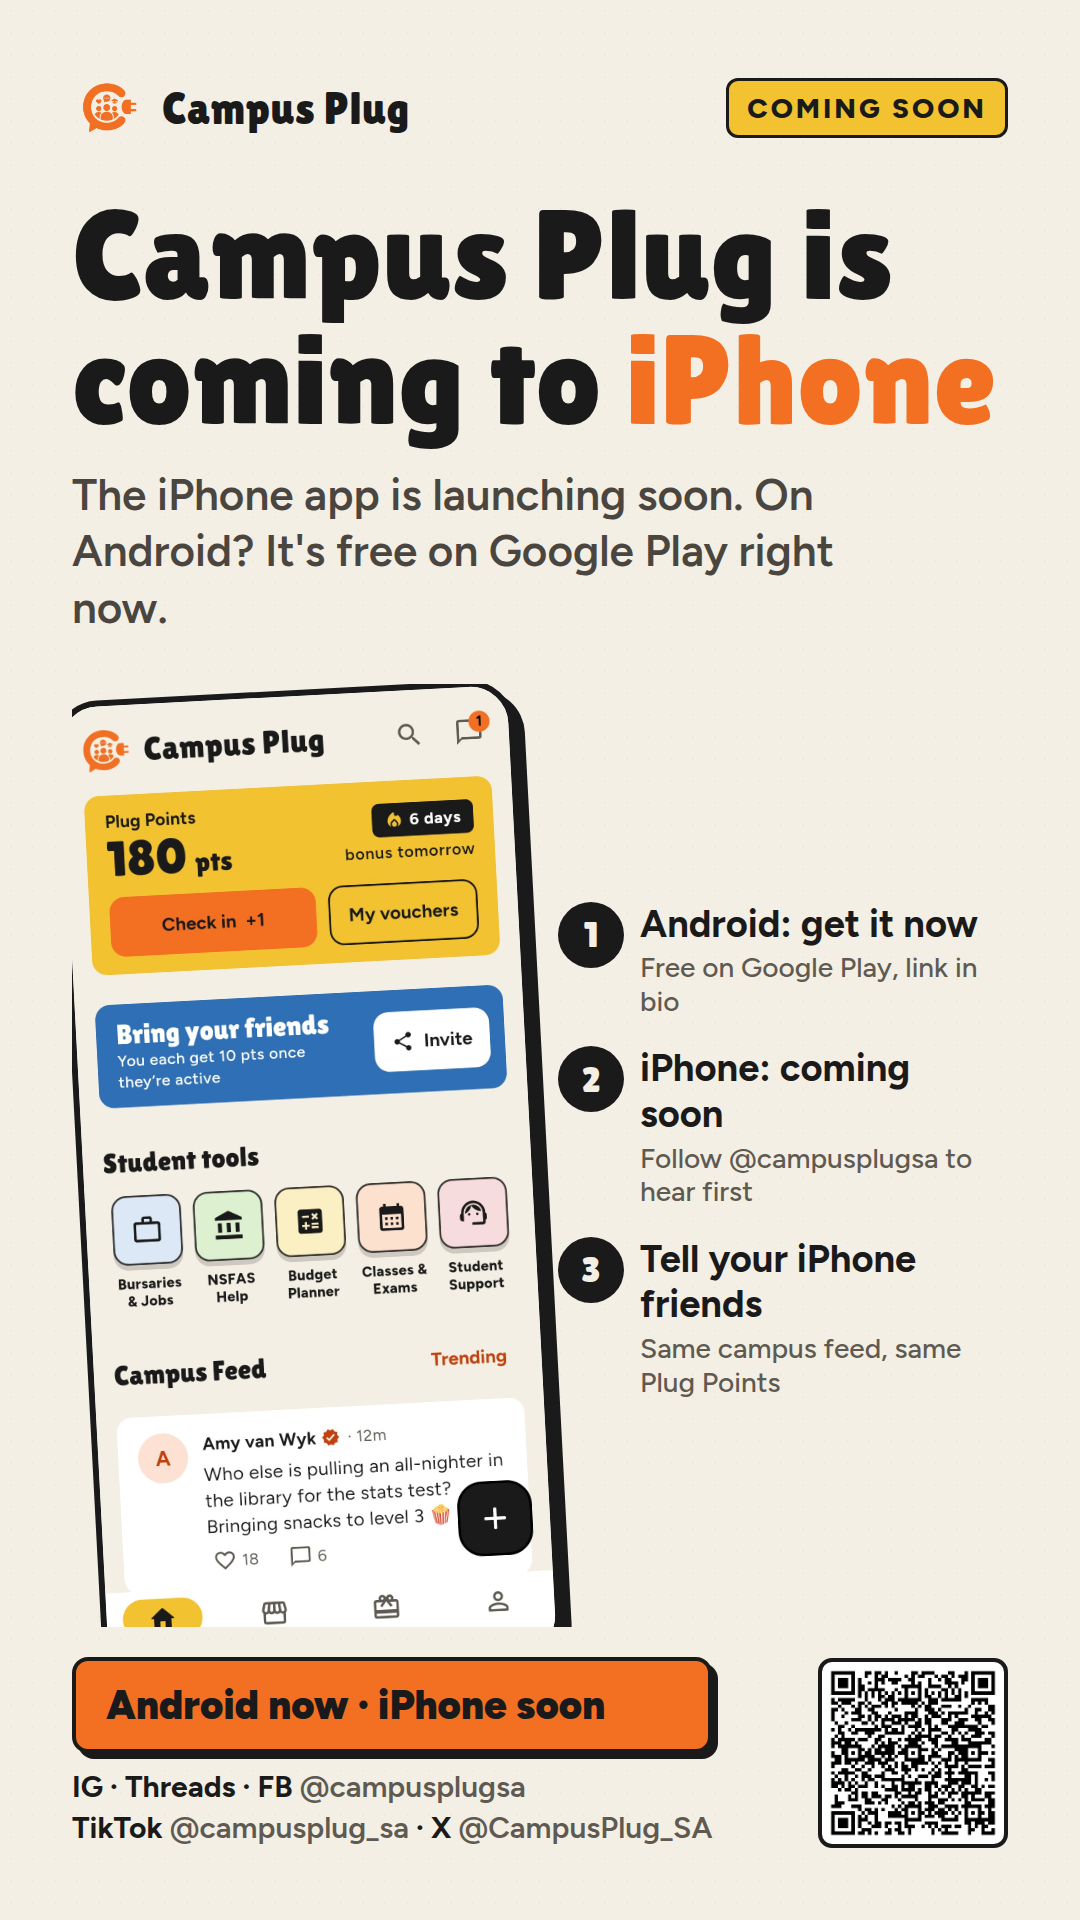 Campus Plug
COMING SOON
Campus Plug is
coming to iPhone
The iPhone app is launching soon. On
Android? It's free on Google Play right
now.
Campus Plug
1
Plug Points
180 pts
6 days
bonus tomorrow
Check in +1
My vouchers
Bring your friends
You each get 10 pts once
they're active
Invite
Student tools
Bursaries
& Jobs
NSFAS
Help
Budget
Planner
Classes &
Exams
Student
Support
Campus Feed
Trending
A
Amy van Wyk · 12m
Who else is pulling an all-nighter in
the library for the stats test?
Bringing snacks to level 3 🍿
18
6
1
Android: get it now
Free on Google Play, link in
bio
2
iPhone: coming
soon
Follow @campusplugsa to
hear first
3
Tell your iPhone
friends
Same campus feed, same
Plug Points
Android now · iPhone soon
IG · Threads · FB @campusplugsa
TikTok @campusplug_sa · X @CampusPlug_SA